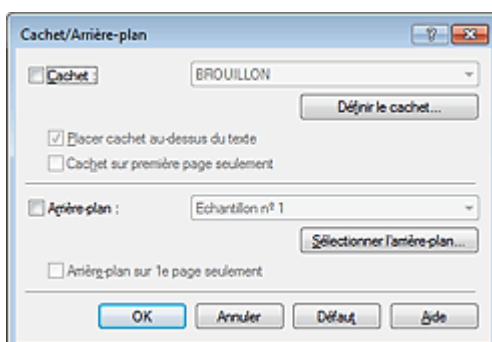 Cachet/Arrière-plan
Cachet : BROUILLON
Définir le cachet...
Placer cachet au-dessus du texte
Cachet sur première page seulement
Arrière-plan : Echantillon nº 1
Sélectionner l'arrière-plan...
Arrière-plan sur 1e page seulement
OK Annuler Défaut Aide